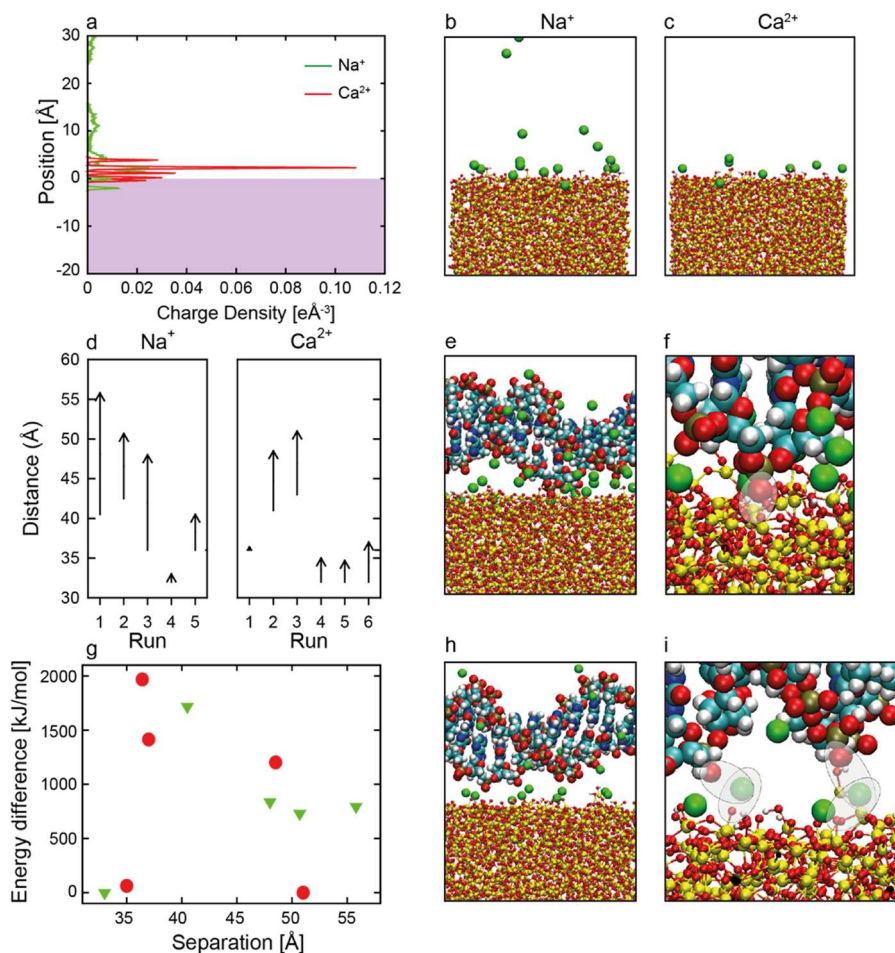 a
30
20
10
0
-10
-20
Position [Å]
Na⁺
Ca²⁺
0 0.02 0.04 0.06 0.08 0.10 0.12
Charge Density [eÅ⁻³]
b Na⁺
c Ca²⁺
d Na⁺ Ca²⁺
60
55
50
45
40
35
30
Distance (Å)
1 2 3 4 5 1 2 3 4 5 6
Run Run
e
f
g
2000
1500
1000
500
0
Energy difference [kJ/mol]
35 40 45 50 55
Separation [Å]
h
i